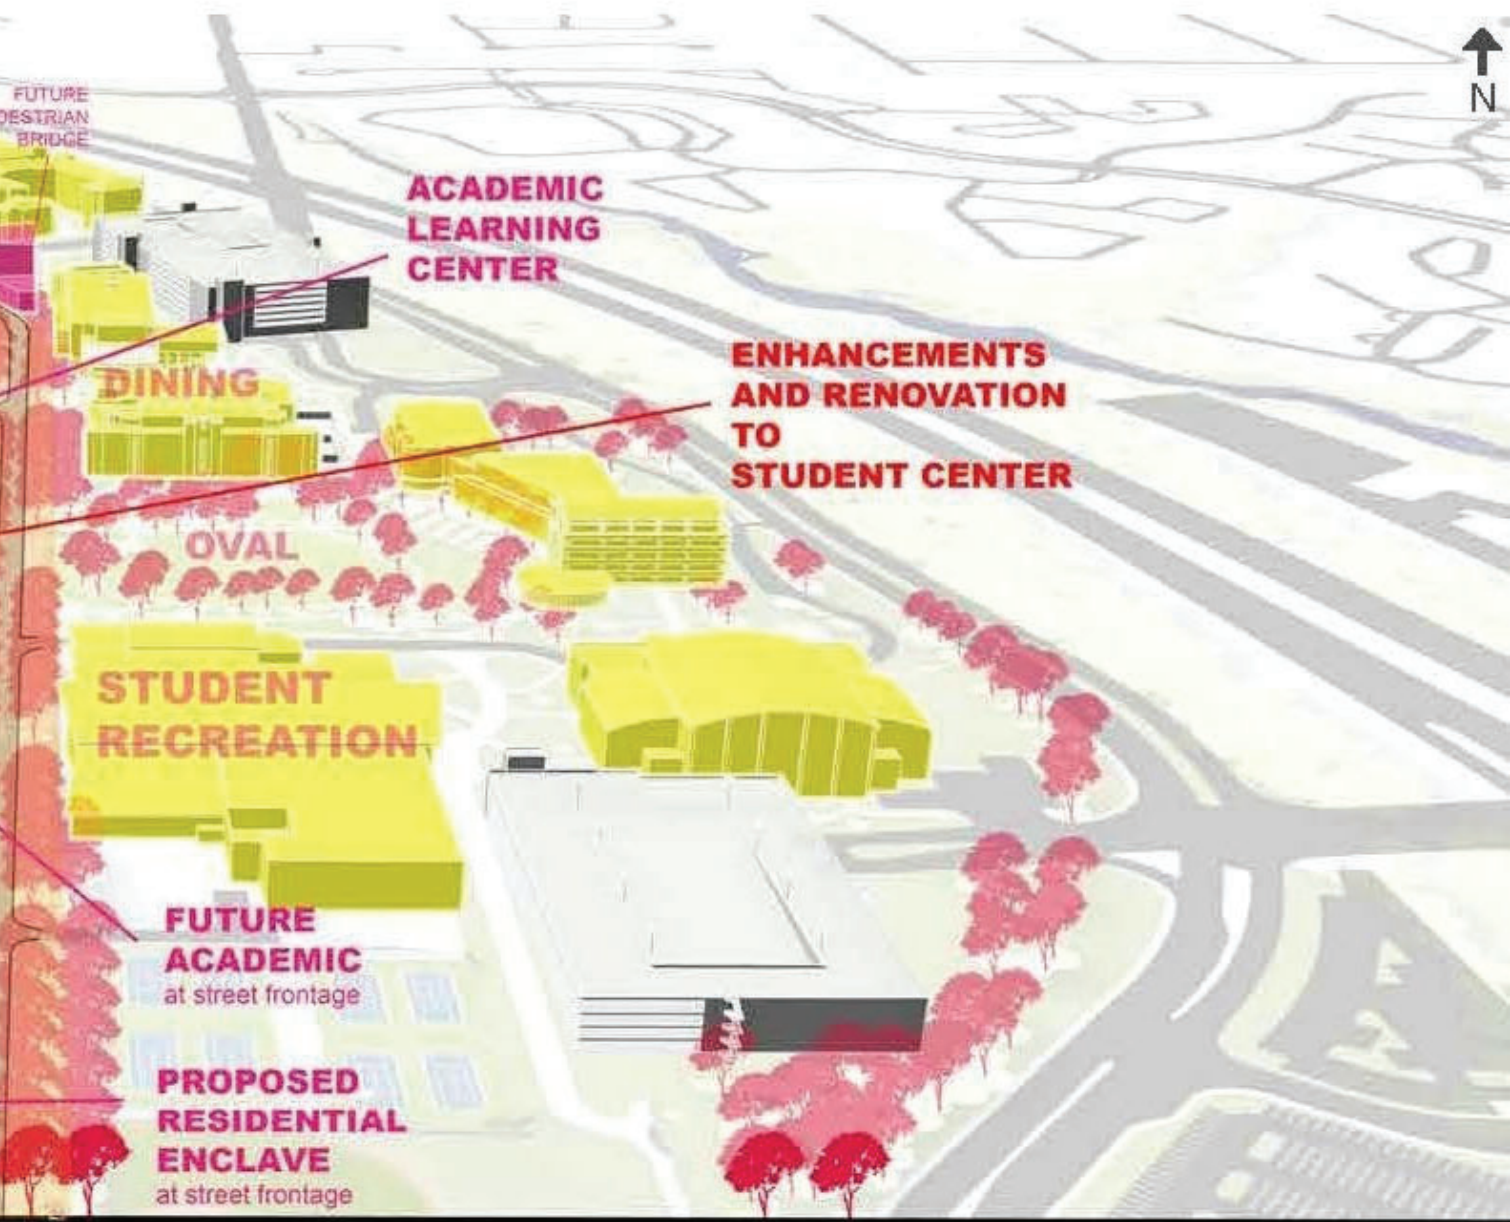 FUTURE
DESTRIAN
BRIDGE
N
ACADEMIC
LEARNING
CENTER
ENHANCEMENTS
AND RENOVATION
TO
STUDENT CENTER
DINING
OVAL
STUDENT
RECREATION
FUTURE
ACADEMIC
at street frontage
PROPOSED
RESIDENTIAL
ENCLAVE
at street frontage